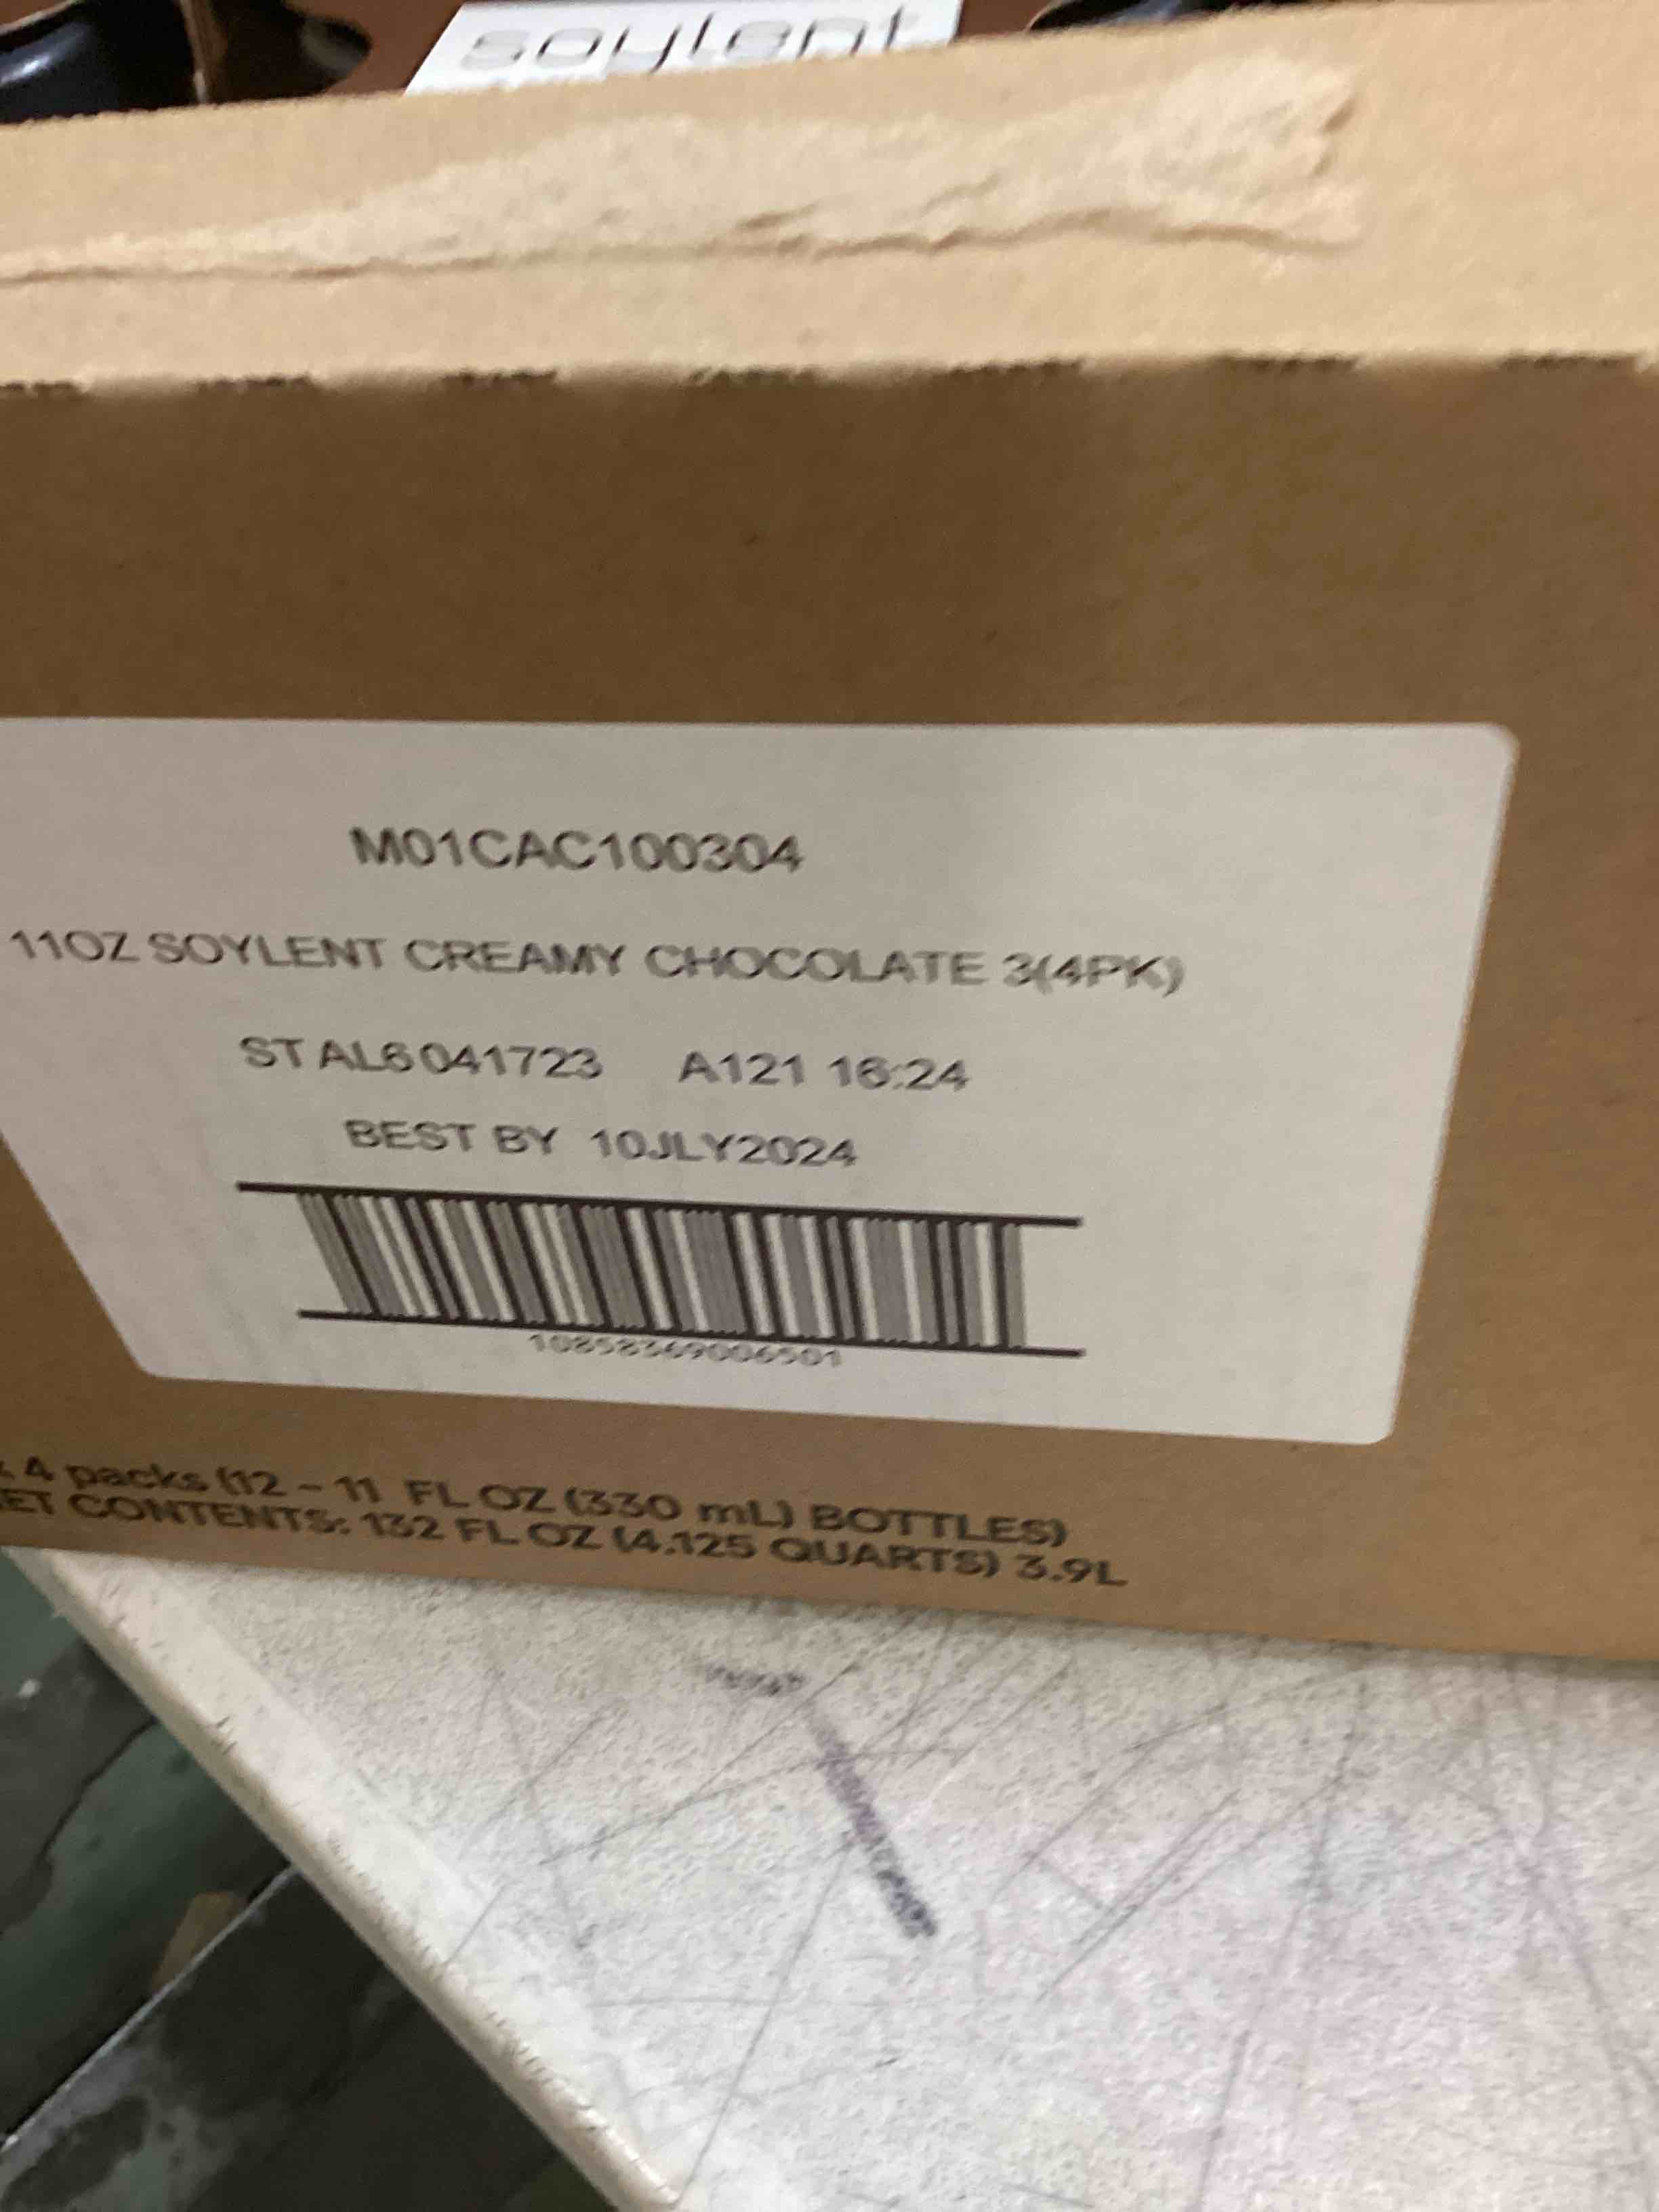 soylent
M01CAC100304
11OZ SOYLENT CREAMY CHOCOLATE 3(4PK)
ST AL6 041723 A121 16:24
BEST BY 10JLY2024
10858369006501
4 packs (12 - 11 FL OZ (330 mL) BOTTLES)
ET CONTENTS: 132 FL OZ (4.125 QUARTS) 3.9L